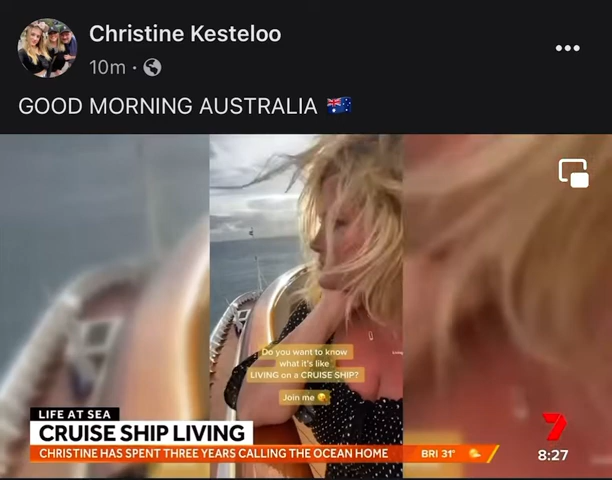 Christine Kesteloo
10m
GOOD MORNING AUSTRALIA 🇦🇺
Do you want to know
what it's like
LIVING on a CRUISE SHIP?
Join me 😉
LIFE AT SEA
CRUISE SHIP LIVING
CHRISTINE HAS SPENT THREE YEARS CALLING THE OCEAN HOME
BRI 31°
7
8:27